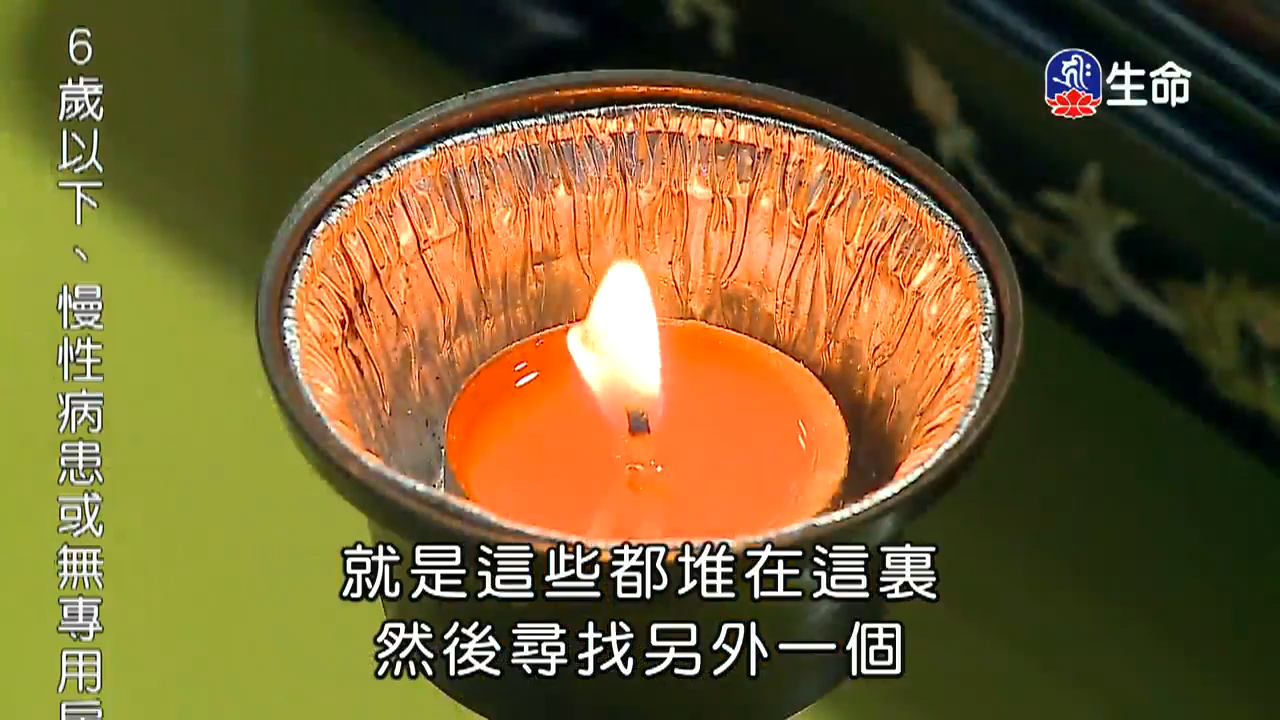 6歲以下、慢性病患或無專用
生命
就是這些都堆在這裏
然後尋找另外一個